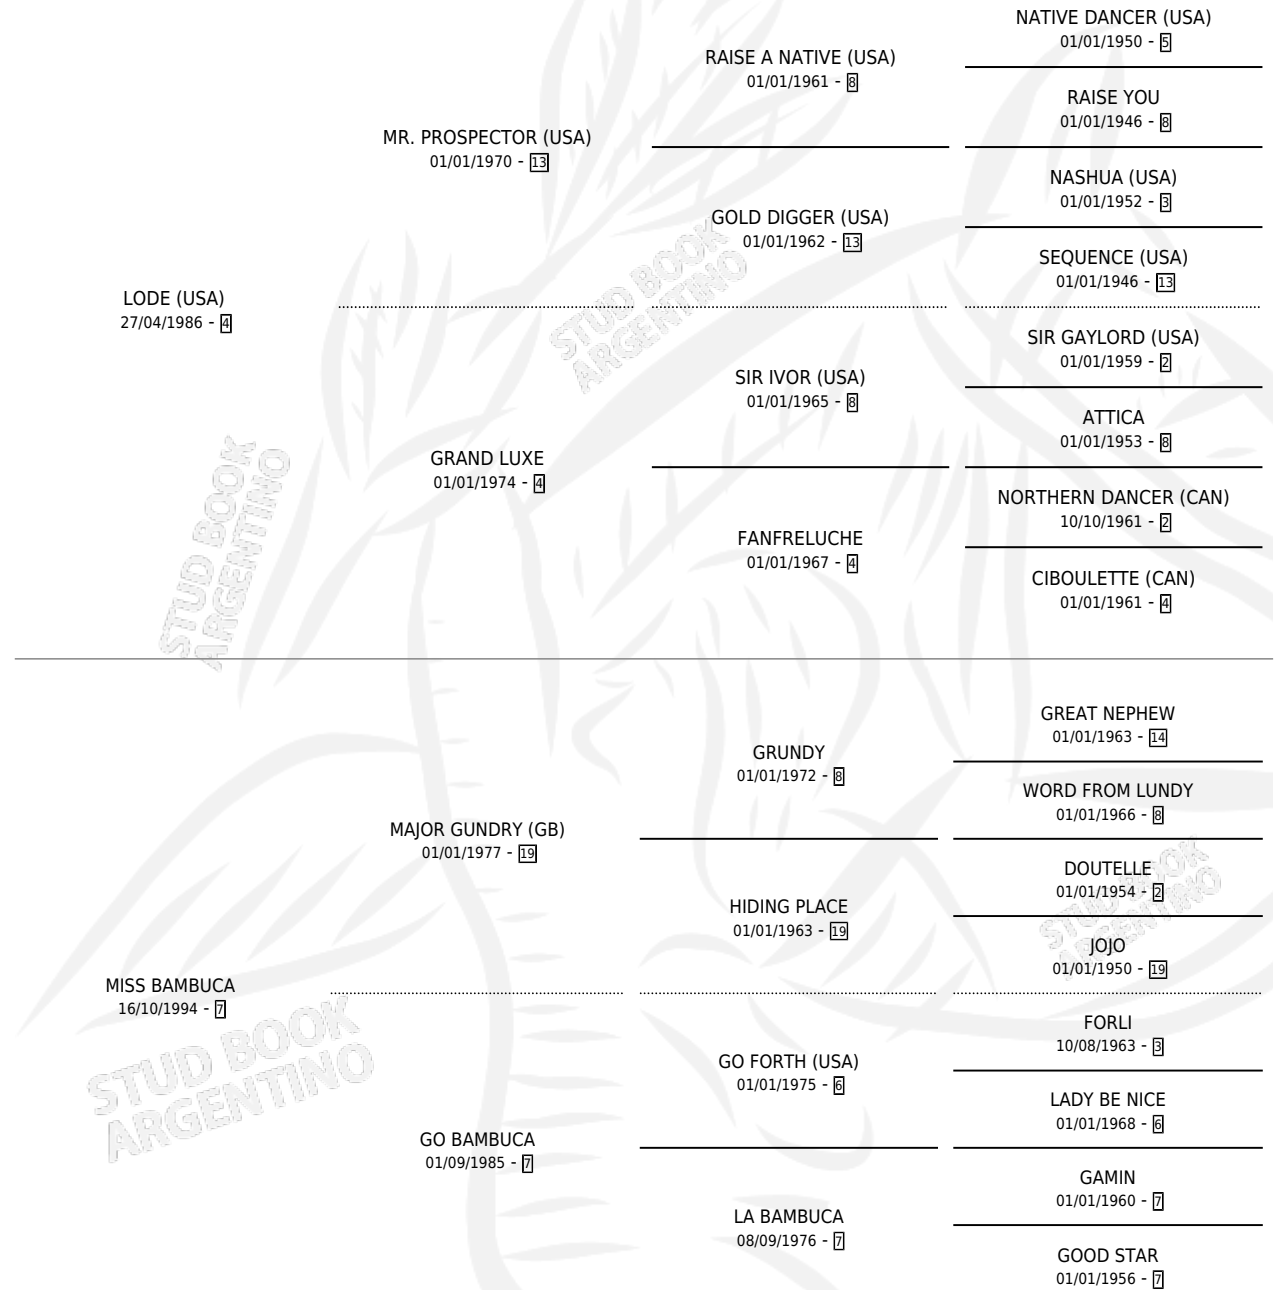 NATIVE DANCER (USA)
01/01/1950 - 5
RAISE A NATIVE (USA)
01/01/1961 - 8
RAISE YOU
01/01/1946 - 8
MR. PROSPECTOR (USA)
01/01/1970 - 13
NASHUA (USA)
01/01/1952 - 3
GOLD DIGGER (USA)
01/01/1962 - 13
SEQUENCE (USA)
01/01/1946 - 13
LODE (USA)
27/04/1986 - 4
STUD BOOK
ARGENTINO
SIR GAYLORD (USA)
01/01/1959 - 2
SIR IVOR (USA)
01/01/1965 - 8
ATTICA
01/01/1953 - 8
GRAND LUXE
01/01/1974 - 4
NORTHERN DANCER (CAN)
10/10/1961 - 2
FANFRELUCHE
01/01/1967 - 4
CIBOULETTE (CAN)
01/01/1961 - 4
STUD BOOK
ARGENTINO
GREAT NEPHEW
01/01/1963 - 14
GRUNDY
01/01/1972 - 8
WORD FROM LUNDY
01/01/1966 - 8
MAJOR GUNDRY (GB)
01/01/1977 - 19
DOUTELLE
01/01/1954 - 2
HIDING PLACE
01/01/1963 - 19
JOJO
01/01/1950 - 19
STUD BOOK
ARGENTINO
MISS BAMBUCA
16/10/1994 - 7
FORLI
10/08/1963 - 3
GO FORTH (USA)
01/01/1975 - 6
LADY BE NICE
01/01/1968 - 6
STUD BOOK
ARGENTINO
GO BAMBUCA
01/09/1985 - 7
GAMIN
01/01/1960 - 7
LA BAMBUCA
08/09/1976 - 7
GOOD STAR
01/01/1956 - 7